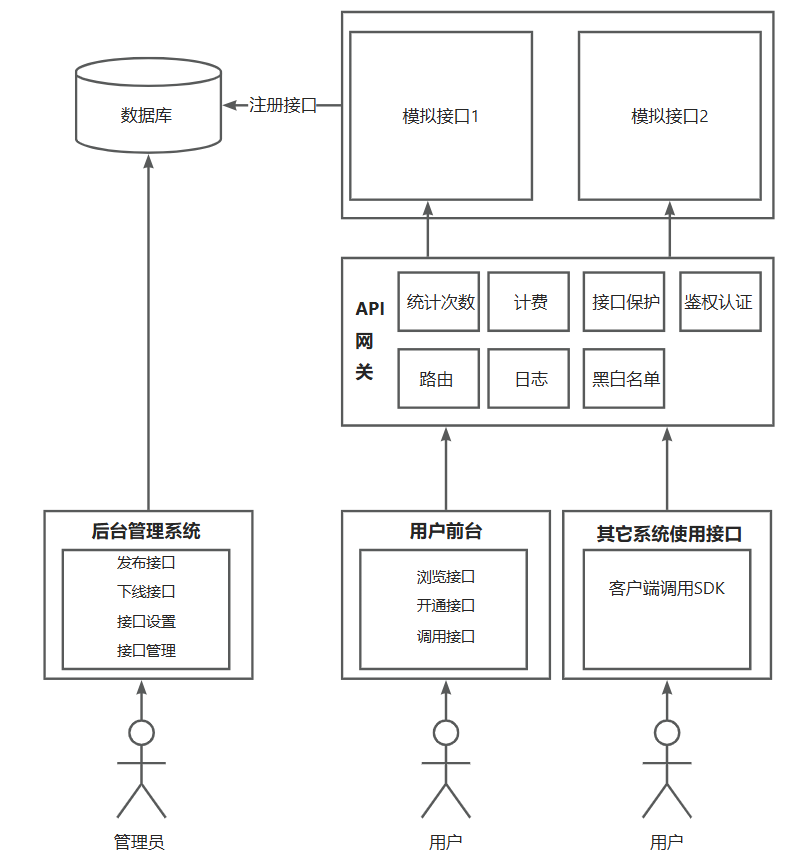 数据库
注册接口
模拟接口1
模拟接口2
API
网
关
统计次数
计费
接口保护
鉴权认证
路由
日志
黑白名单
后台管理系统
发布接口
下线接口
接口设置
接口管理
用户前台
浏览接口
开通接口
调用接口
其它系统使用接口
客户端调用SDK
管理员
用户
用户